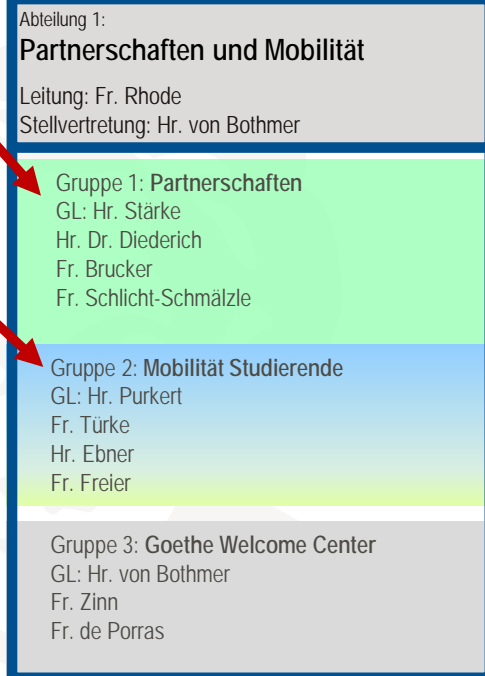 Abteilung 1:
Partnerschaften und Mobilität
Leitung: Fr. Rhode
Stellvertretung: Hr. von Bothmer
Gruppe 1: Partnerschaften
GL: Hr. Stärke
Hr. Dr. Diederich
Fr. Brucker
Fr. Schlicht-Schmälzle
Gruppe 2: Mobilität Studierende
GL: Hr. Purkert
Fr. Türke
Hr. Ebner
Fr. Freier
Gruppe 3: Goethe Welcome Center
GL: Hr. von Bothmer
Fr. Zinn
Fr. de Porras